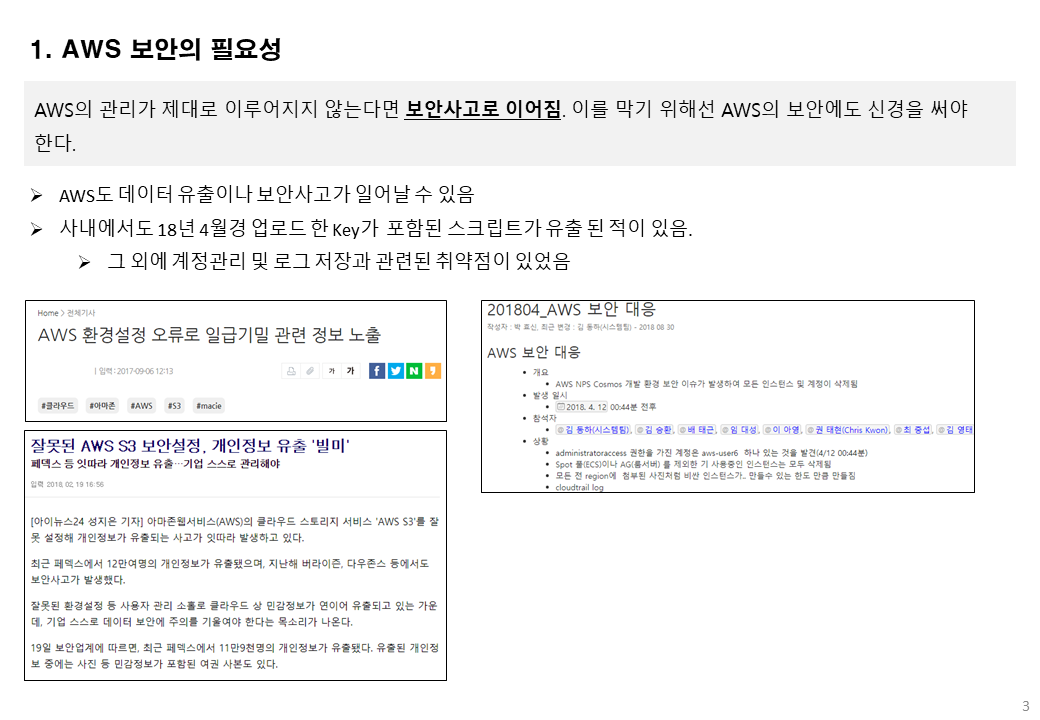 1. AWS 보안의 필요성
AWS의 관리가 제대로 이루어지지 않는다면 보안사고로 이어짐. 이를 막기 위해선 AWS의 보안에도 신경을 써야
한다.
AWS도 데이터 유출이나 보안사고가 일어날 수 있음
사내에서도 18년 4월경 업로드 한 Key가 포함된 스크립트가 유출 된 적이 있음.
그 외에 계정관리 및 로그 저장과 관련된 취약점이 있었음
Home > 전체기사
AWS 환경설정 오류로 일급기밀 관련 정보 노출
| 입력 : 2017-09-06 12:13
가 가
#클라우드 #아마존 #AWS #S3 #macie
잘못된 AWS S3 보안설정, 개인정보 유출 '빌미'
페덱스 등 잇따라 개인정보 유출…기업 스스로 관리해야
입력 2018.02.19 16:56
[아이뉴스24 성지은 기자] 아마존웹서비스(AWS)의 클라우드 스토리지 서비스 'AWS S3'를 잘
못 설정해 개인정보가 유출되는 사고가 잇따라 발생하고 있다.
최근 페덱스에서 12만여명의 개인정보가 유출됐으며, 지난해 버라이즌, 다우존스 등에서도
보안사고가 발생했다.
잘못된 환경설정 등 사용자 관리 소홀로 클라우드 상 민감정보가 연이어 유출되고 있는 가운
데, 기업 스스로 데이터 보안에 주의를 기울여야 한다는 목소리가 나온다.
19일 보안업계에 따르면, 최근 페덱스에서 11만9천명의 개인정보가 유출됐다. 유출된 개인정
보 중에는 사진 등 민감정보가 포함된 여권 사본도 있다.
201804_AWS 보안 대응
작성자 : 박 효신, 최근 변경 : 김 동하(시스템팀) - 2018 08 30
AWS 보안 대응
개요
AWS NPS Cosmos 개발 환경 보안 이슈가 발생하여 모든 인스턴스 및 계정이 삭제됨
발생 일시
2018. 4. 12 00:44분 전후
참석자
김 동하(시스템팀), 김 승환, 배 태근, 임 대성, 이 아영, 권 태현(Chris Kwon), 최 중섭, 김 영태
상황
administratoraccess 권한을 가진 계정은 aws-user6 하나 있는 것을 발견(4/12 00:44분)
Spot 풀(ECS)이나 AG(룸서버) 를 제외한 기 사용중인 인스턴스는 모두 삭제됨
모든 전 region에 첨부된 사진처럼 비싼 인스턴스가.. 만들수 있는 한도 만큼 만들짐
cloudtrail log
3